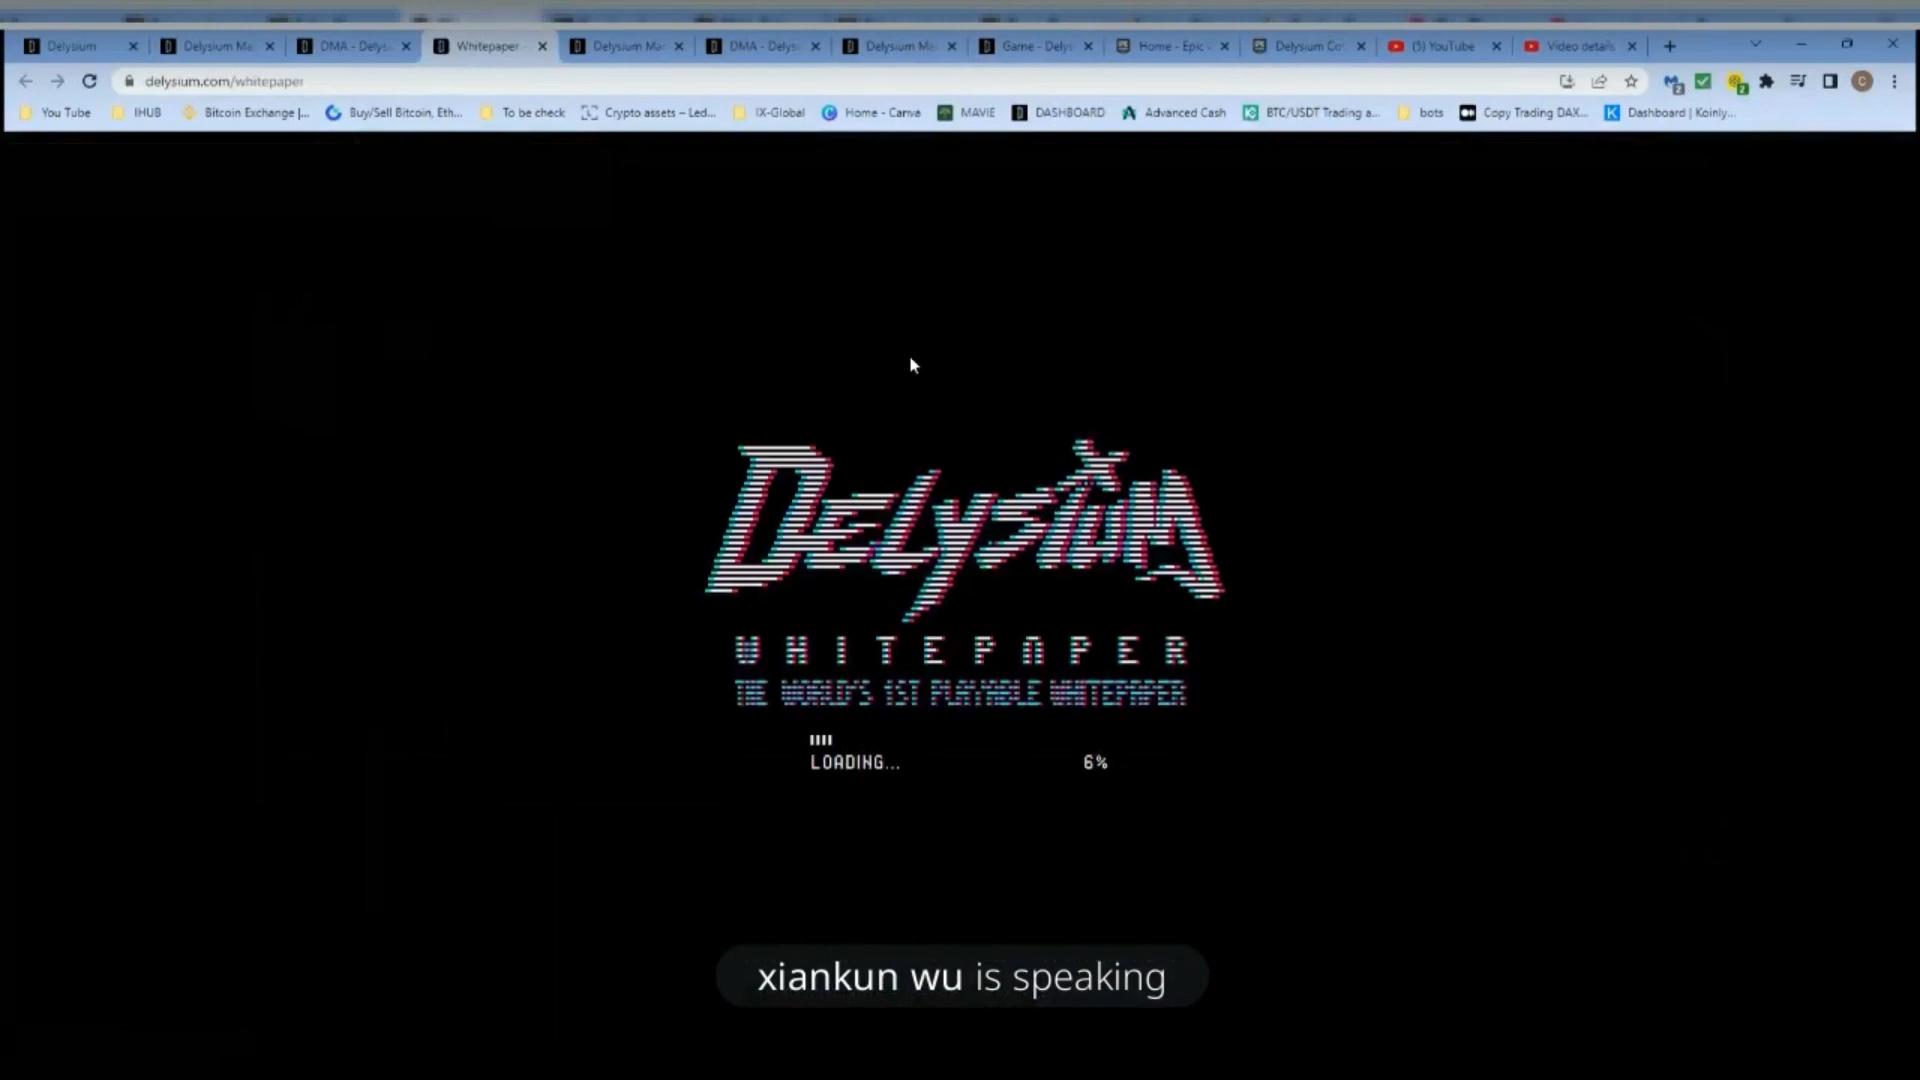 Delysium Delysium Ma DMA - Delys Whitepaper Delysium Mar DMA - Delys Delysium Me Game - Delys Home - Epic Delysium Co (5) YouTube Video details
delysium.com/whitepaper
You Tube IHUB Bitcoin Exchange |... Buy/Sell Bitcoin, Eth... To be check Crypto assets – Led... IX-Global Home - Canva MAVIE DASHBOARD Advanced Cash BTC/USDT Trading a... bots Copy Trading DAX... Dashboard | Koinly...
DELYSIUM
WHITEPAPER
THE WORLD'S 1ST PLAYABLE WHITEPAPER
LOADING... 6%
xiankun wu is speaking